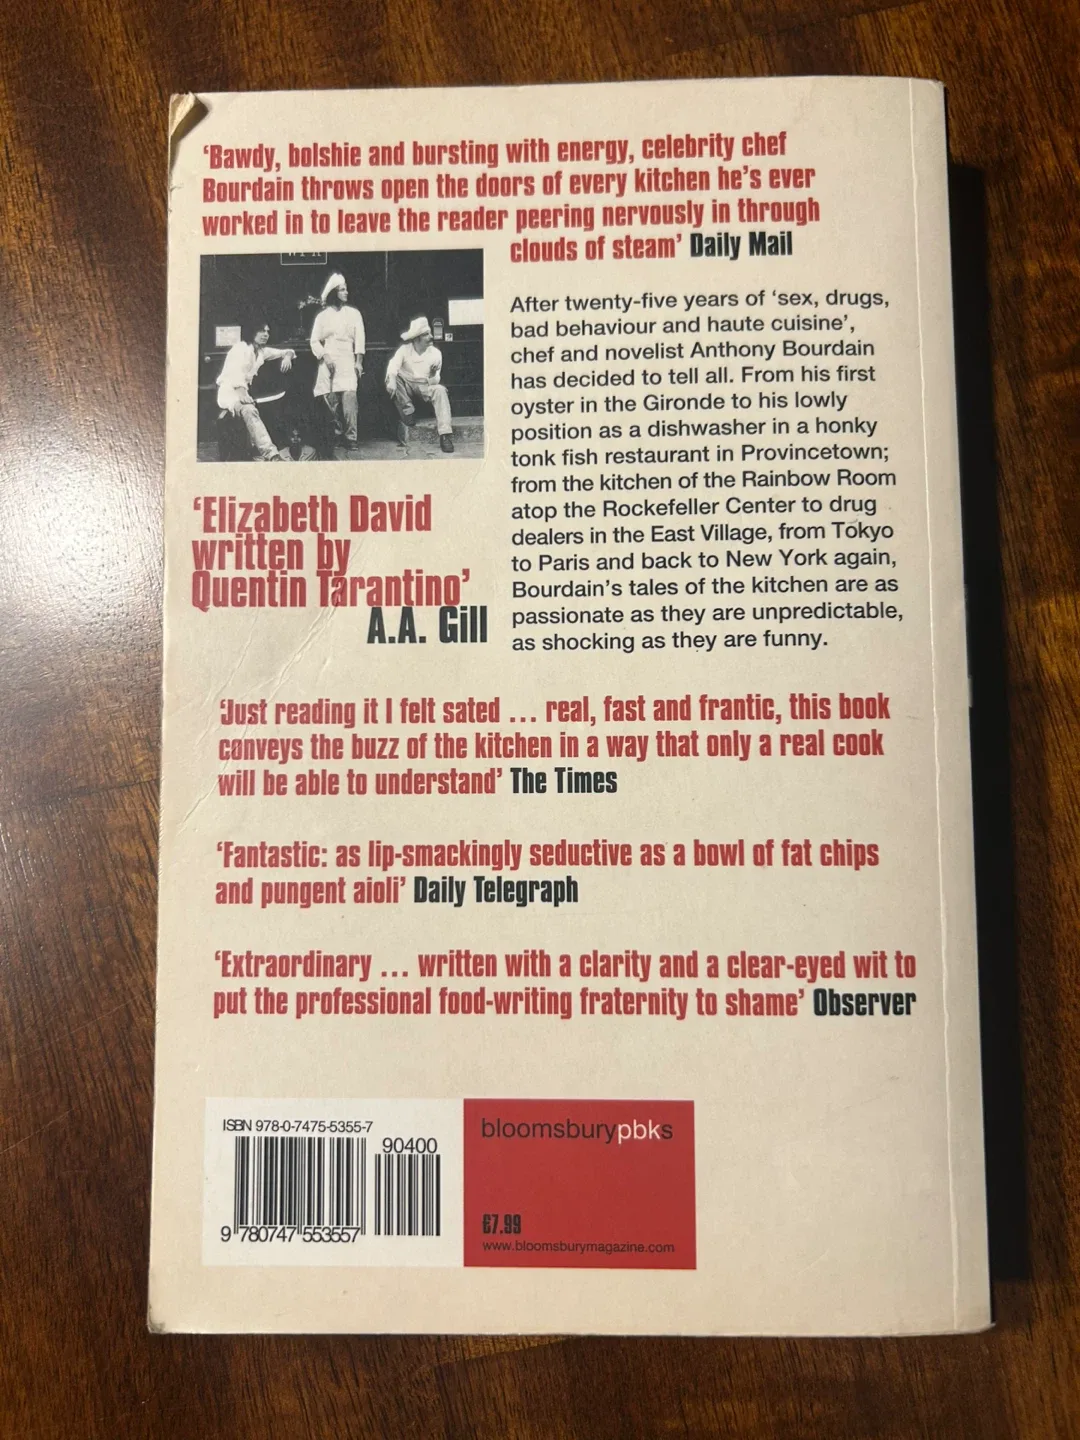 ‘Bawdy, bolshie and bursting with energy, celebrity chef
Bourdain throws open the doors of every kitchen he’s ever
worked in to leave the reader peering nervously in through
clouds of steam’ Daily Mail
After twenty-five years of ‘sex, drugs,
bad behaviour and haute cuisine’,
chef and novelist Anthony Bourdain
has decided to tell all. From his first
oyster in the Gironde to his lowly
position as a dishwasher in a honky
tonk fish restaurant in Provincetown;
from the kitchen of the Rainbow Room
atop the Rockefeller Center to drug
dealers in the East Village, from Tokyo
to Paris and back to New York again,
Bourdain’s tales of the kitchen are as
passionate as they are unpredictable,
as shocking as they are funny.
‘Elizabeth David
written by
Quentin Tarantino’
A.A. Gill
‘Just reading it I felt sated ... real, fast and frantic, this book
conveys the buzz of the kitchen in a way that only a real cook
will be able to understand’ The Times
‘Fantastic: as lip-smackingly seductive as a bowl of fat chips
and pungent aioli’ Daily Telegraph
‘Extraordinary ... written with a clarity and a clear-eyed wit to
put the professional food-writing fraternity to shame’ Observer
ISBN 978-0-7475-5355-7
90400
9 780747 553557
bloomsburypbks
£7.99
www.bloomsburymagazine.com